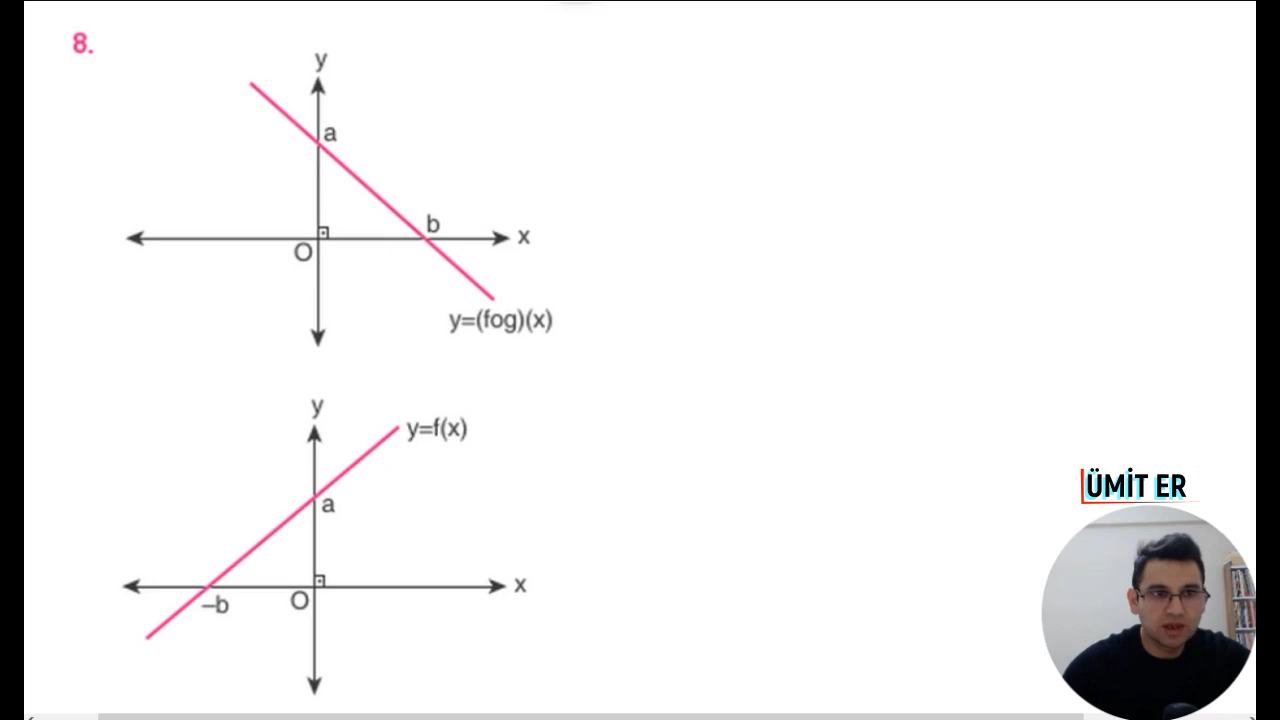 8.
y
a
b
x
O
y=(fog)(x)
y
y=f(x)
a
x
–b
O
ÜMİT ER